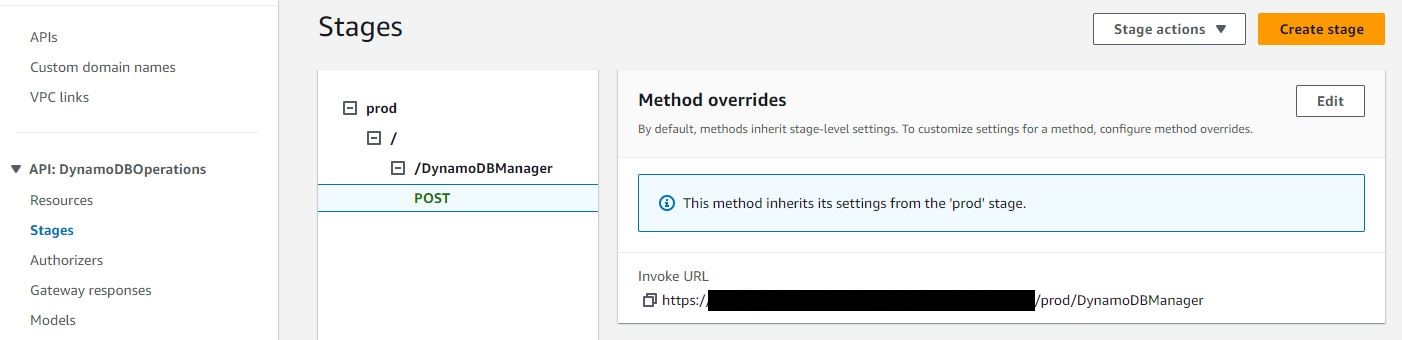 APIs
Custom domain names
VPC links
API: DynamoDBOperations
Resources
Stages
Authorizers
Gateway responses
Models
Stages
Stage actions
Create stage
prod
/
/DynamoDBManager
POST
Method overrides
Edit
By default, methods inherit stage-level settings. To customize settings for a method, configure method overrides.
This method inherits its settings from the 'prod' stage.
Invoke URL
https:// /prod/DynamoDBManager